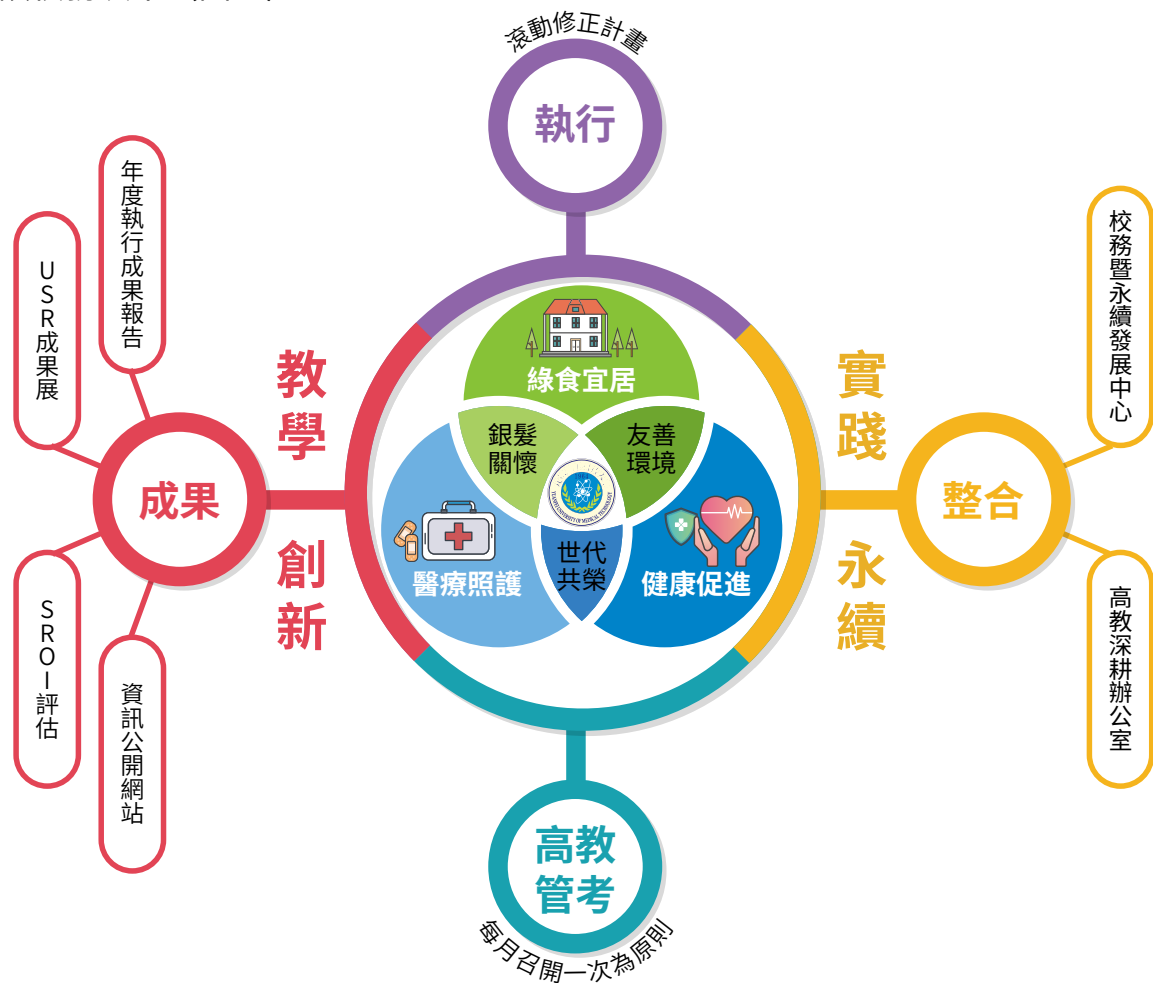 滾動修正計畫
執行
年度執行成果報告
USR成果展
成果
SROI評估
資訊公開網站
教學
創新
綠食宜居
銀髮
關懷
友善
環境
YUANPEI UNIVERSITY OF MEDICAL TECHNOLOGY
醫療照護
世代
共榮
健康促進
實踐
永續
整合
校務暨永續發展中心
高教深耕辦公室
高教
管考
每月召開一次為原則